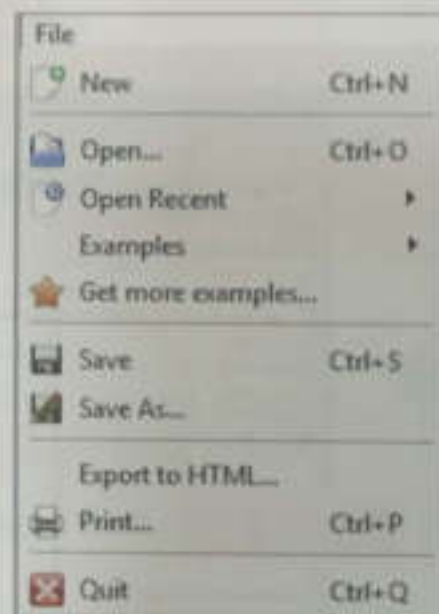 File
New Ctrl+N
Open... Ctrl+O
Open Recent
Examples
Get more examples...
Save Ctrl+S
Save As...
Export to HTML...
Print... Ctrl+P
Quit Ctrl+Q